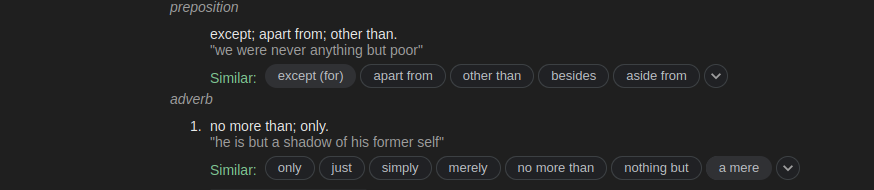 preposition
except; apart from; other than.
"we were never anything but poor"
Similar: except (for) apart from other than besides aside from
adverb
1. no more than; only.
"he is but a shadow of his former self"
Similar: only just simply merely no more than nothing but a mere